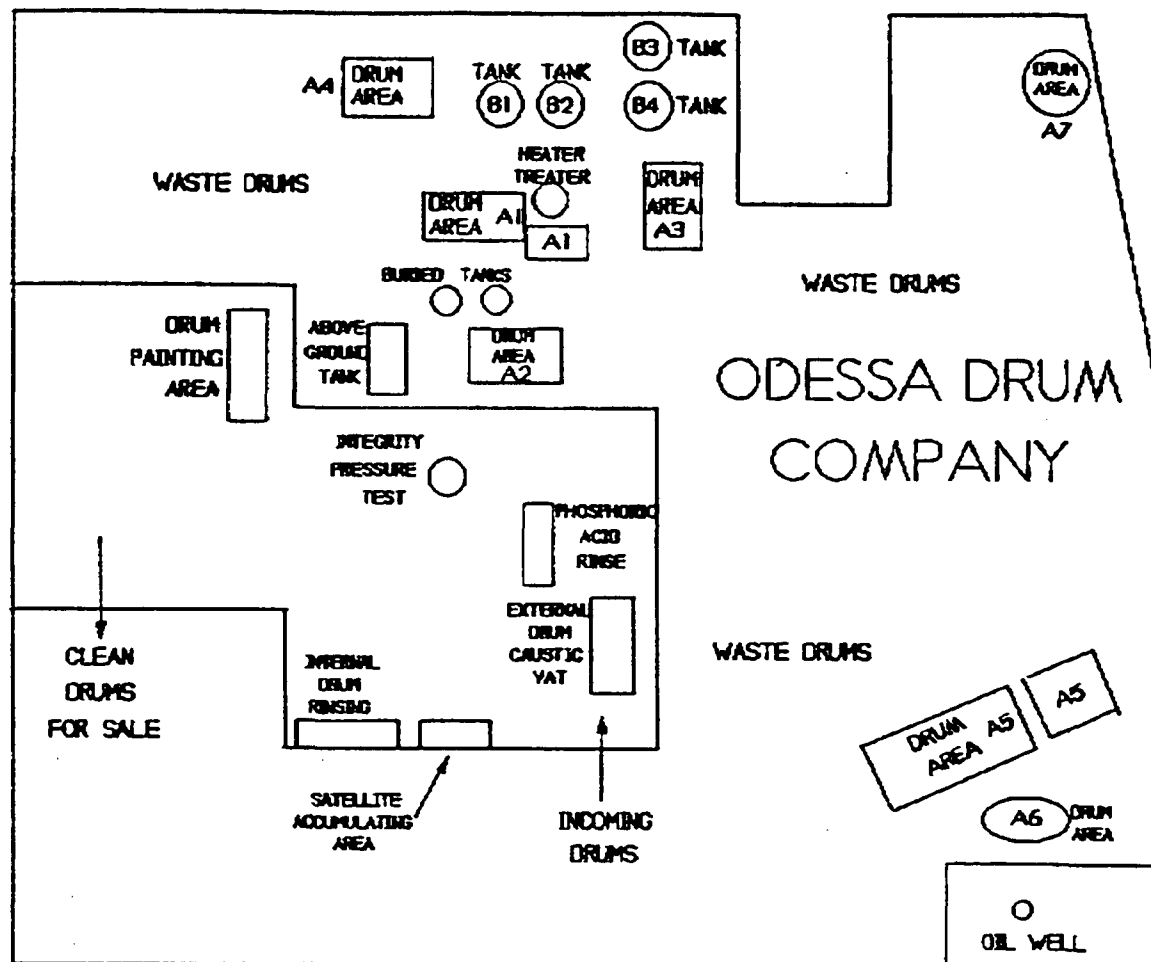 B3 TANK
DRUM
AREA
A4
TANK TANK
B1 B2
B4 TANK
DRUM
AREA
A7
HEATER
TREATER
WASTE DRUMS
DRUM
AREA A1
A1
DRUM
AREA
A3
BURIED TANKS
WASTE DRUMS
DRUM
PAINTING
AREA
ABOVE
GROUND
TANK
DRUM
AREA
A2
ODESSA DRUM
COMPANY
INTEGRITY
PRESSURE
TEST
PHOSPHORIC
ACID
RINSE
EXTERNAL
DRUM
CAUSTIC
VAT
WASTE DRUMS
CLEAN
DRUMS
FOR SALE
INTERNAL
DRUM
RINSING
A5
DRUM
AREA A5
SATELLITE
ACCUMULATING
AREA
INCOMING
DRUMS
A6
DRUM
AREA
OIL WELL